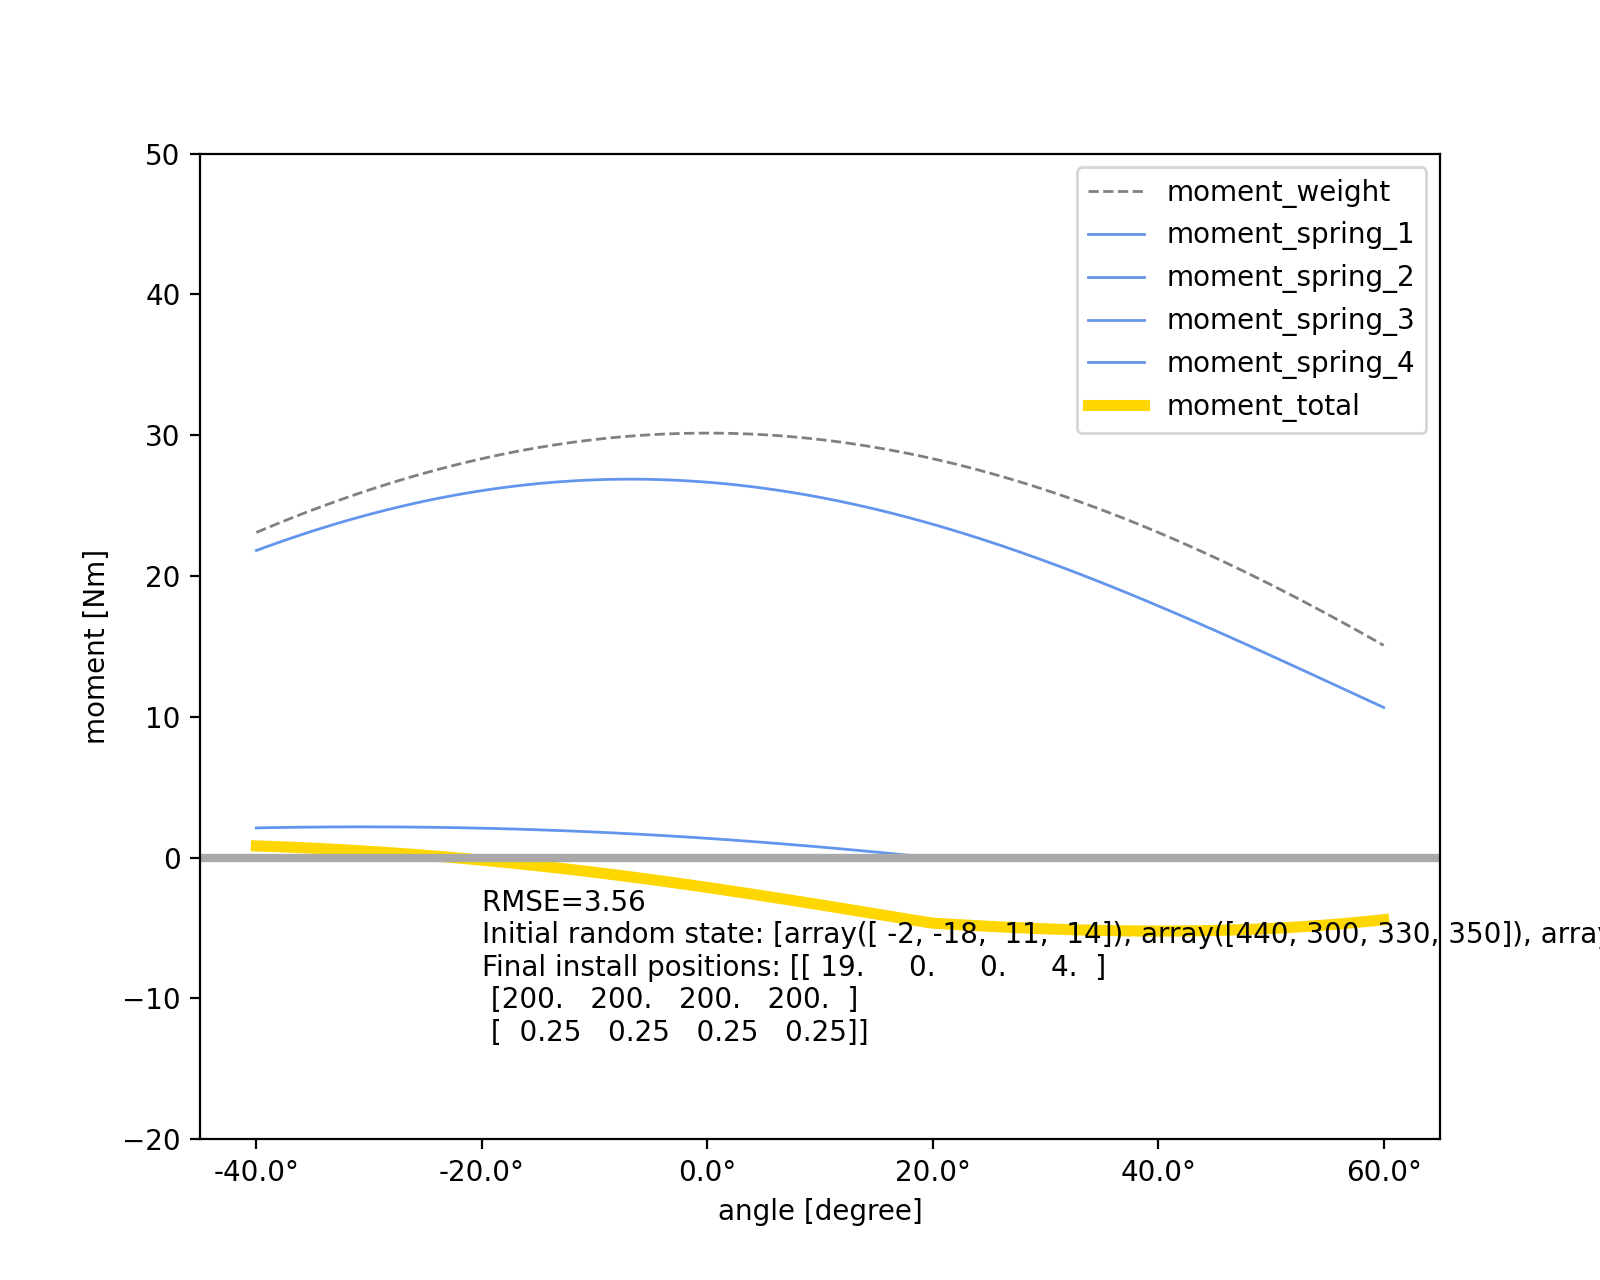 50
40
30
20
10
0
−10
−20
moment [Nm]
moment_weight
moment_spring_1
moment_spring_2
moment_spring_3
moment_spring_4
moment_total
RMSE=3.56
Initial random state: [array([ -2, -18,  11,  14]), array([440, 300, 330, 350]), array
Final install positions: [[ 19.     0.     0.     4.  ]
[200.   200.   200.   200.  ]
[  0.25   0.25   0.25   0.25]]
-40.0° -20.0° 0.0° 20.0° 40.0° 60.0°
angle [degree]